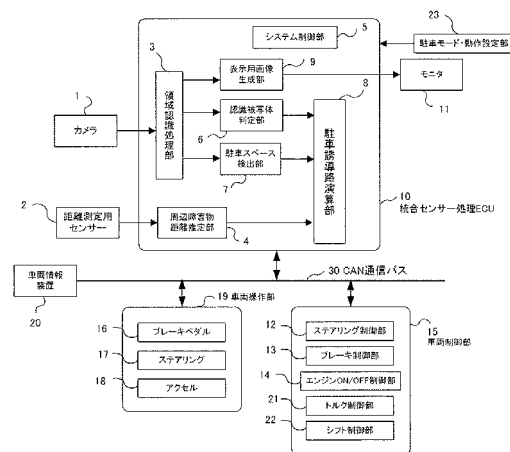 システム制御部
5
駐車モード・動作設定部
23
3
領域認識処理部
表示用画像
生成部
9
モニタ
11
1
カメラ
認識被写体
判定部
6
8
駐車誘導路演算部
駐車スペース
検出部
7
2
距離測定用
センサー
周辺障害物
距離推定部
4
10
統合センサー処理ECU
30 CAN通信バス
車両情報
装置
20
19 車両操作部
16
ブレーキペダル
17
ステアリング
18
アクセル
12
ステアリング制御部
13
ブレーキ制御部
14
エンジンON/OFF制御部
21
トルク制御部
22
シフト制御部
15
車両制御部